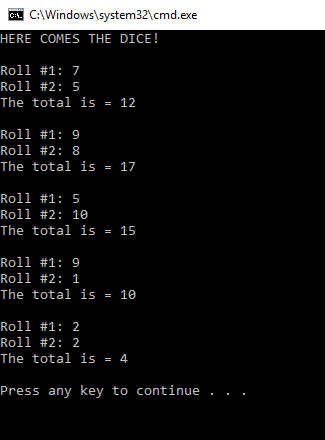 C:\Windows\system32\cmd.exe
HERE COMES THE DICE!
Roll #1: 7
Roll #2: 5
The total is = 12
Roll #1: 9
Roll #2: 8
The total is = 17
Roll #1: 5
Roll #2: 10
The total is = 15
Roll #1: 9
Roll #2: 1
The total is = 10
Roll #1: 2
Roll #2: 2
The total is = 4
Press any key to continue . . .